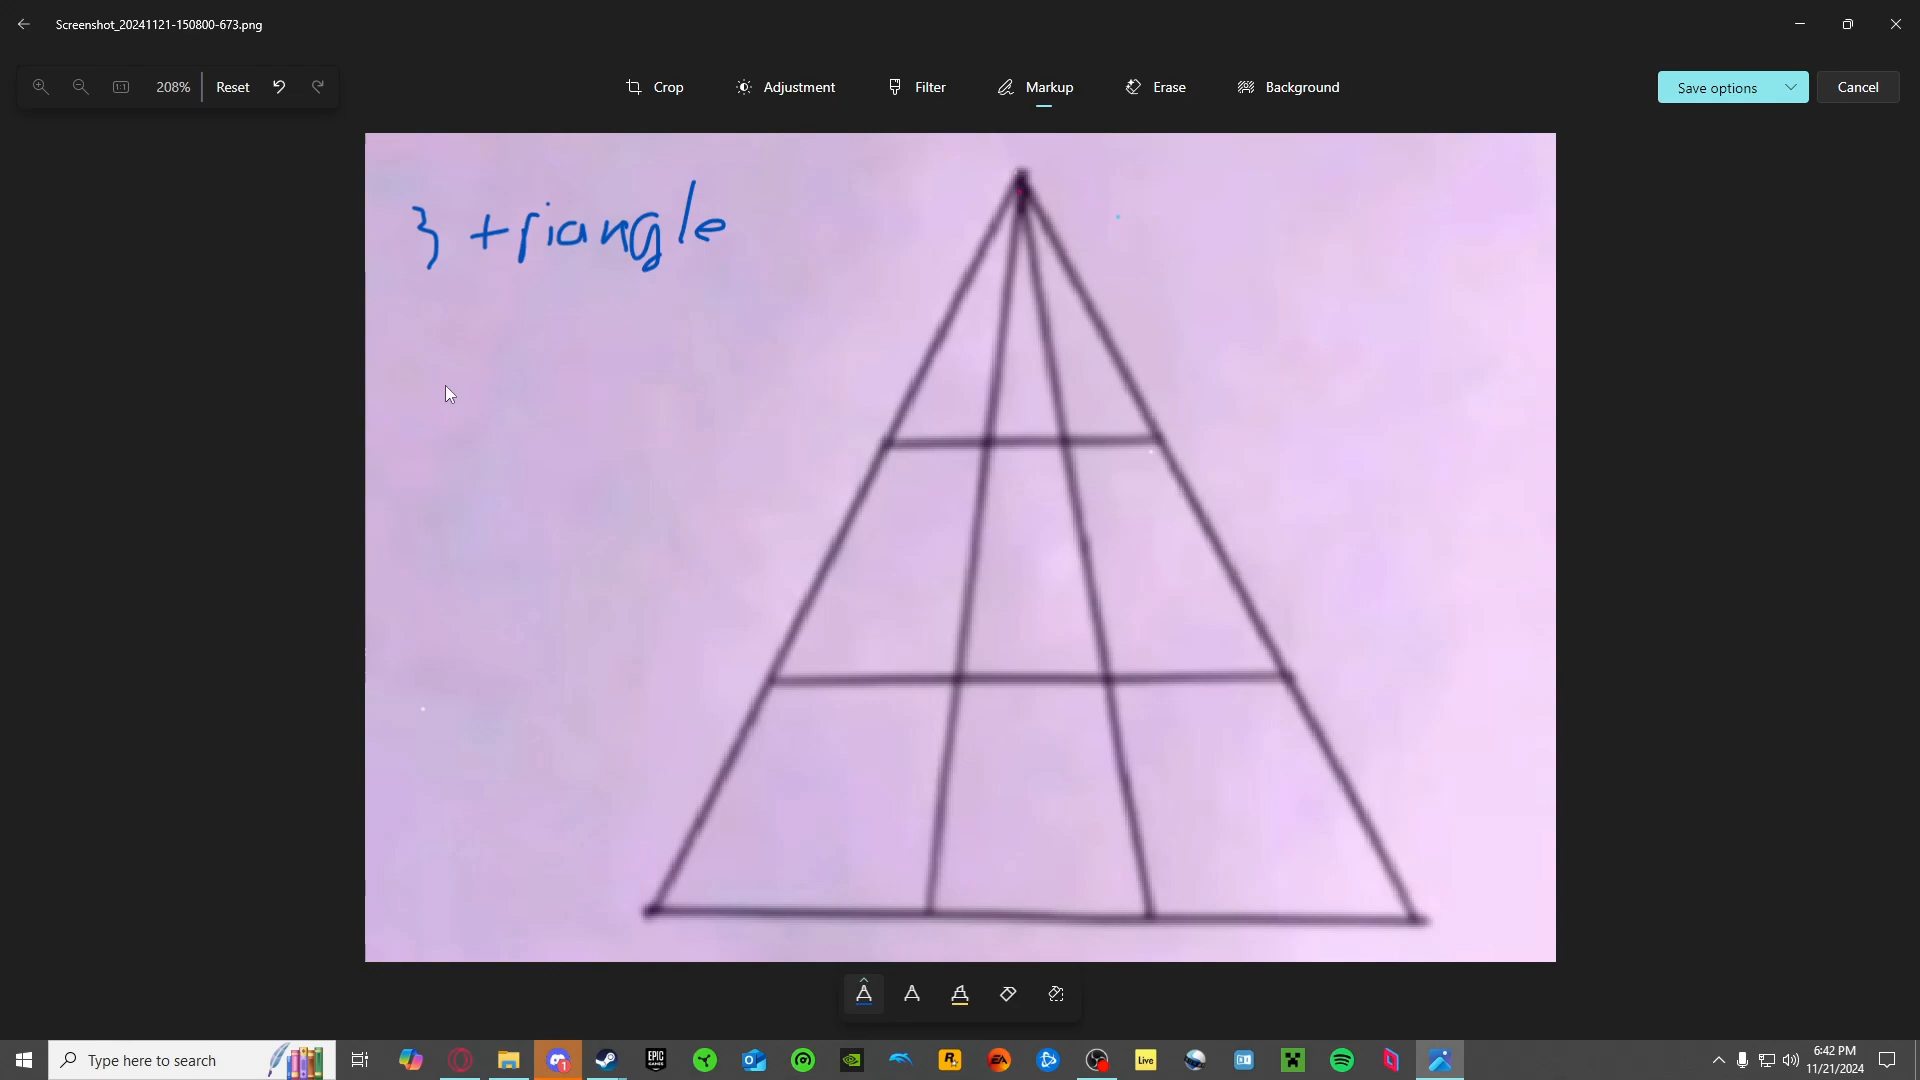 Screenshot_20241121-150800-673.png
208% Reset Crop Adjustment Filter Markup Erase Background Save options Cancel
3 triangle
Type here to search
6:42 PM
11/21/2024